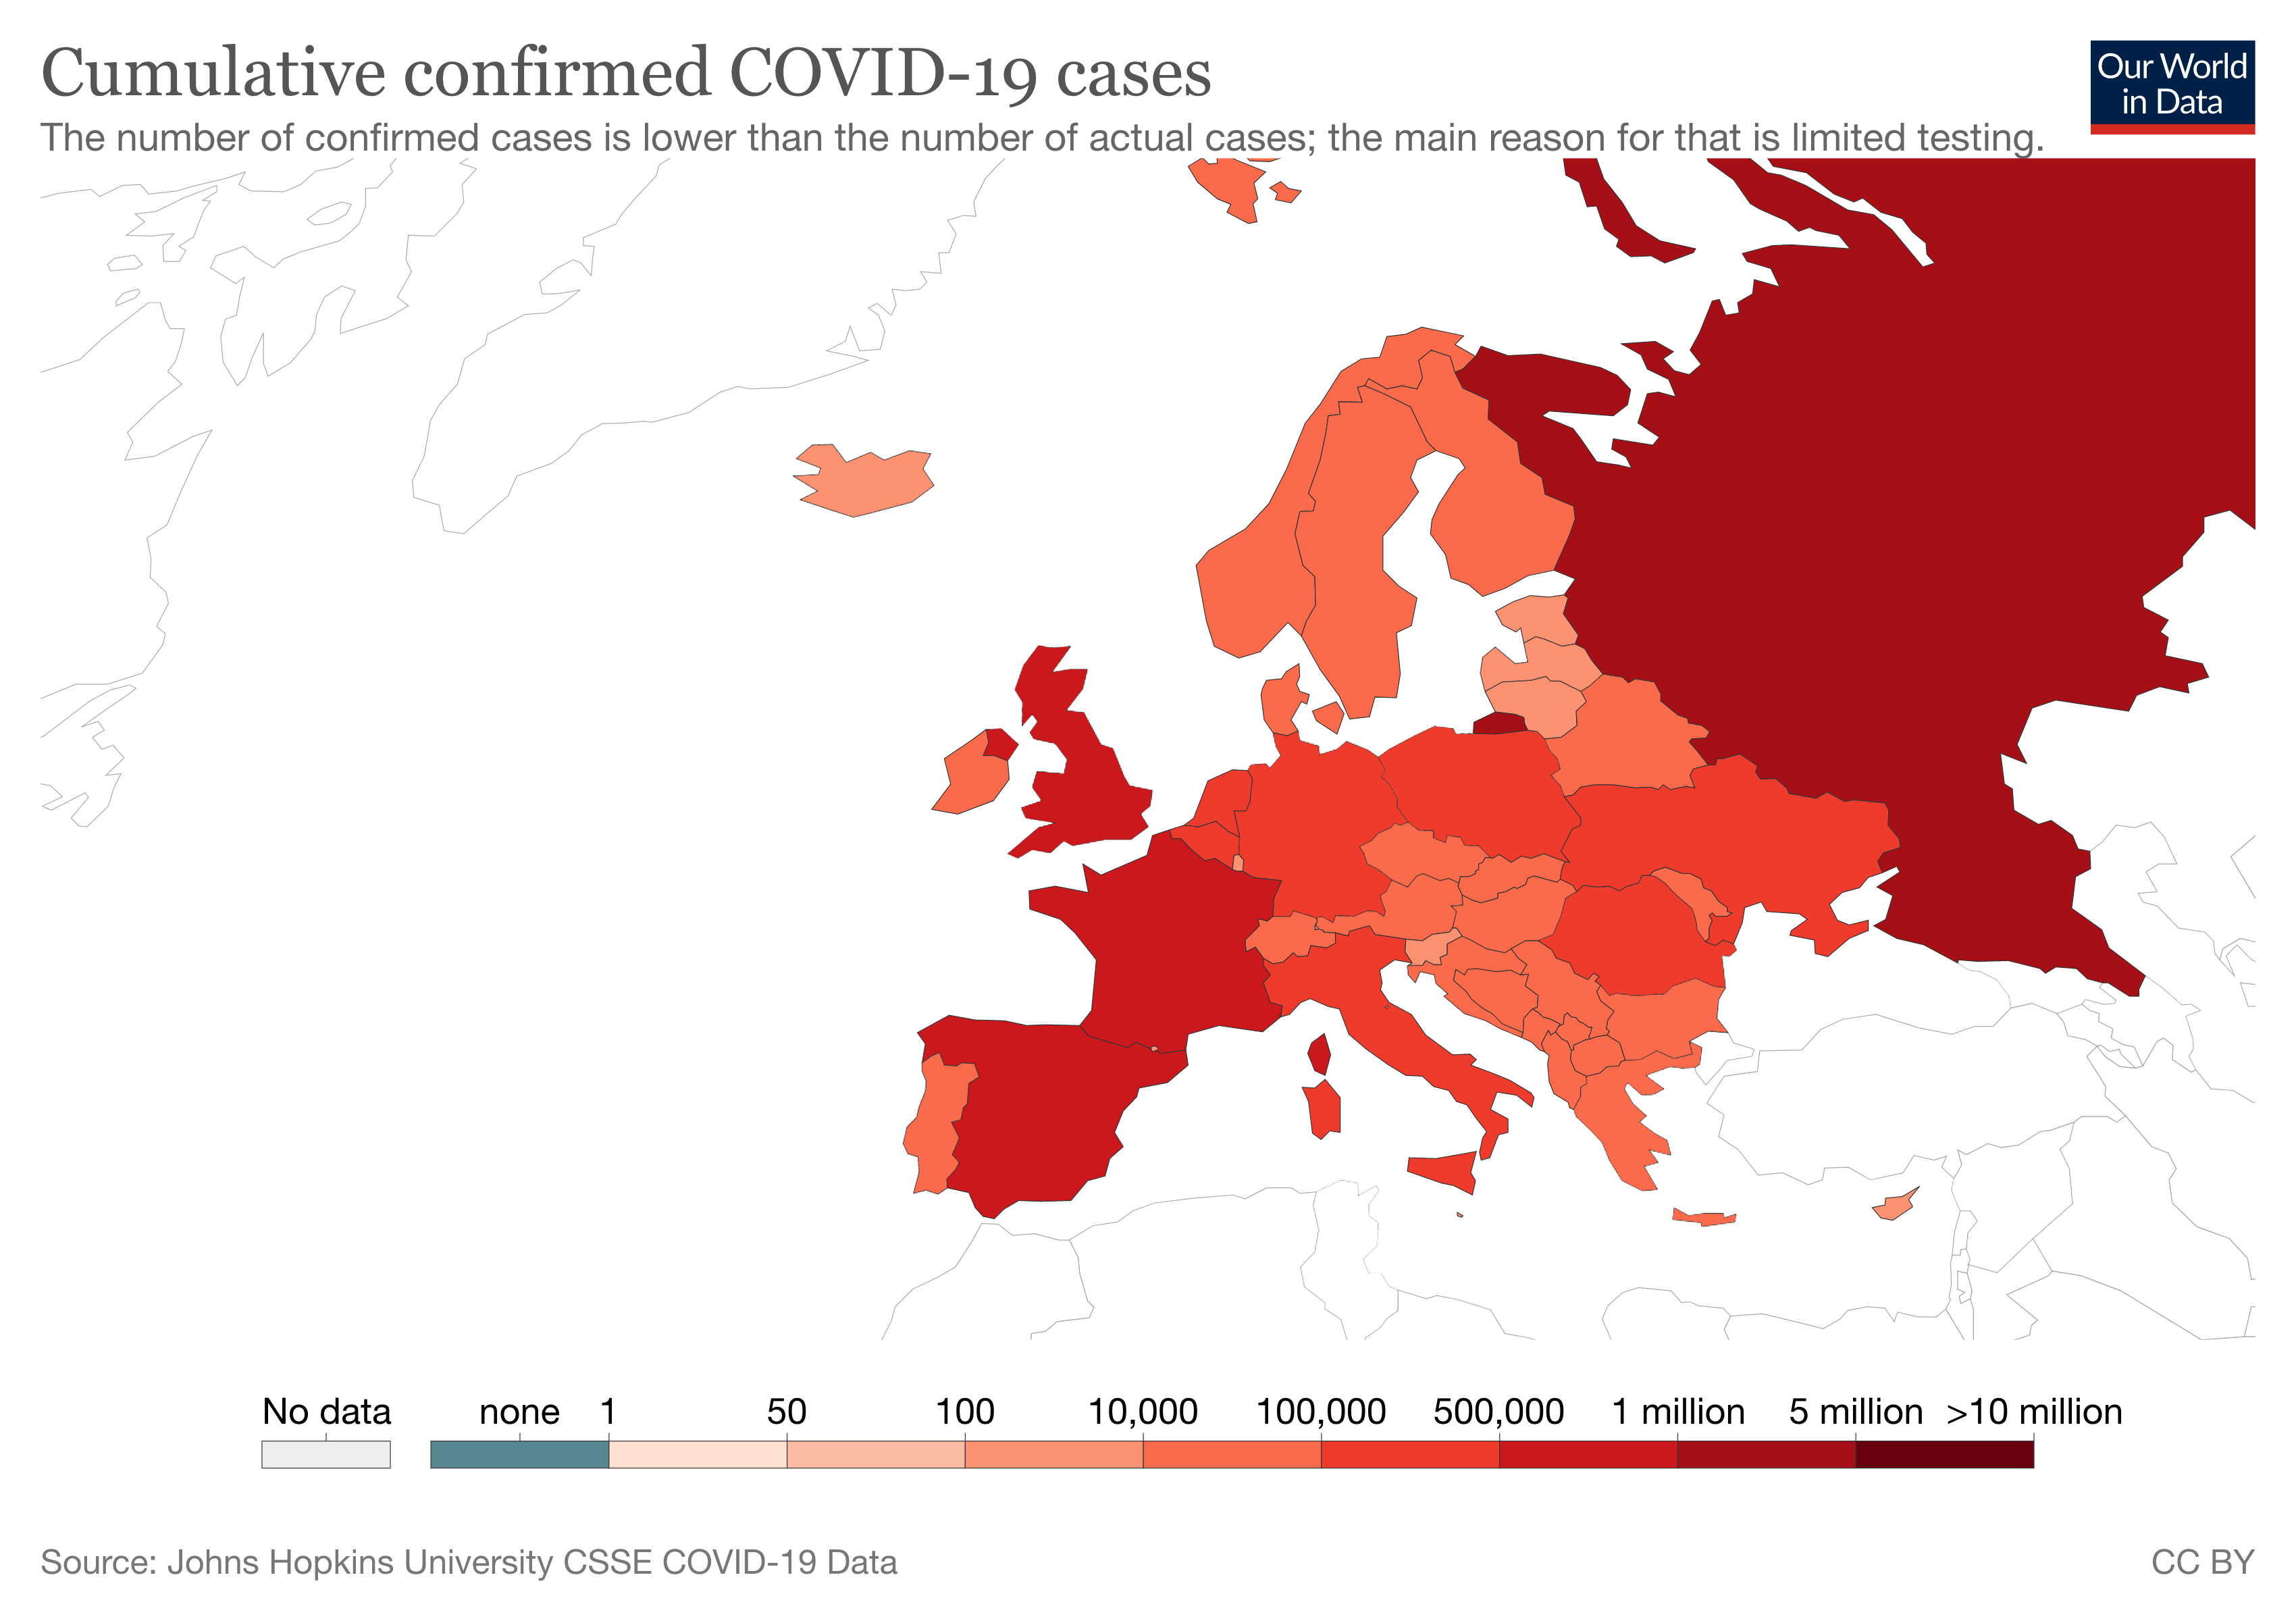 Cumulative confirmed COVID-19 cases
The number of confirmed cases is lower than the number of actual cases; the main reason for that is limited testing.
Our World
in Data
No data none 1 50 100 10,000 100,000 500,000 1 million 5 million >10 million
Source: Johns Hopkins University CSSE COVID-19 Data
CC BY